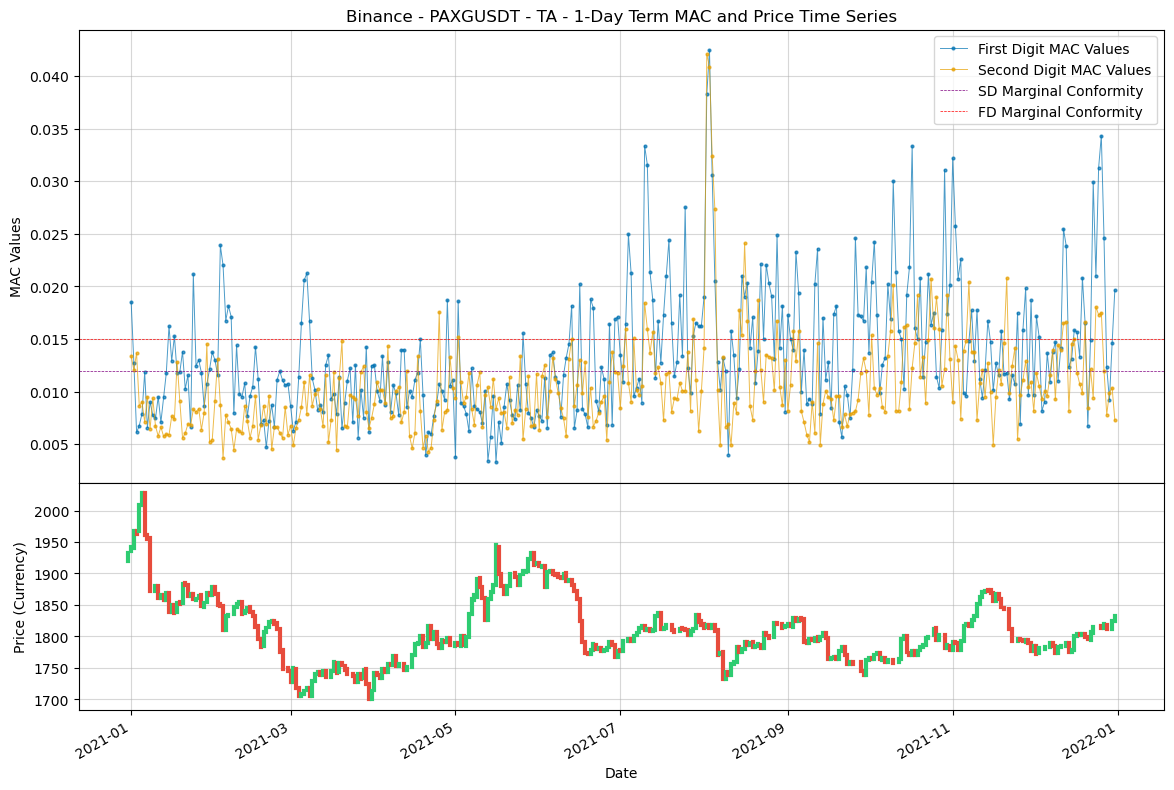 Binance - PAXGUSDT - TA - 1-Day Term MAC and Price Time Series
First Digit MAC Values
Second Digit MAC Values
SD Marginal Conformity
FD Marginal Conformity
MAC Values
0.040
0.035
0.030
0.025
0.020
0.015
0.010
0.005
Price (Currency)
2000
1950
1900
1850
1800
1750
1700
2021-01
2021-03
2021-05
2021-07
2021-09
2021-11
2022-01
Date